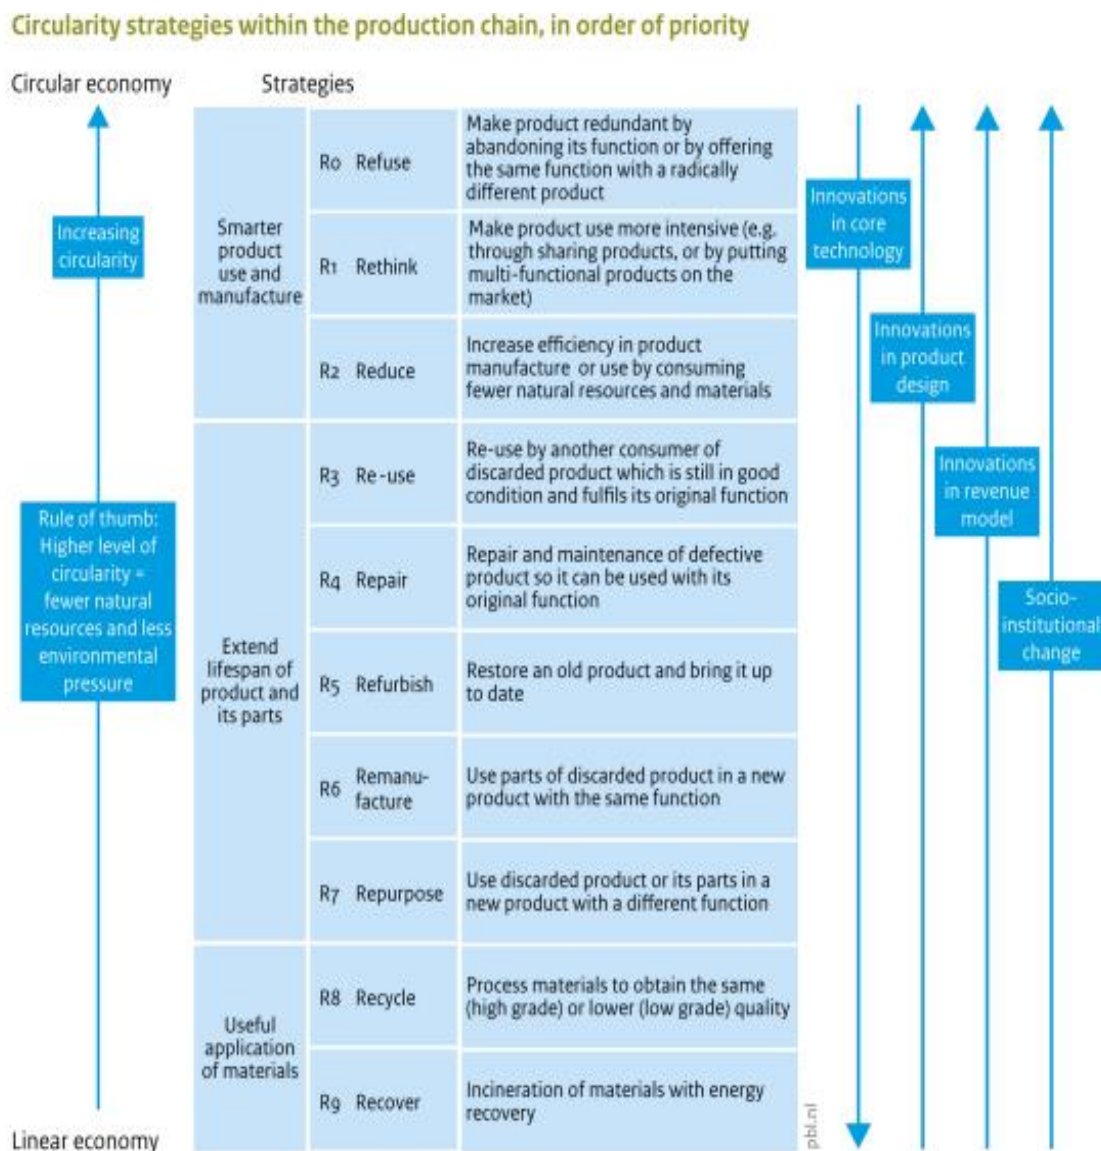 Circularity strategies within the production chain, in order of priority
Circular economy
Strategies
Increasing
circularity
Rule of thumb:
Higher level of
circularity =
fewer natural
resources and less
environmental
pressure
Linear economy
Smarter
product
use and
manufacture
R0 Refuse
Make product redundant by
abandoning its function or by offering
the same function with a radically
different product
R1 Rethink
Make product use more intensive (e.g.
through sharing products, or by putting
multi-functional products on the
market)
R2 Reduce
Increase efficiency in product
manufacture or use by consuming
fewer natural resources and materials
Extend
lifespan of
product and
its parts
R3 Re-use
Re-use by another consumer of
discarded product which is still in good
condition and fulfils its original function
R4 Repair
Repair and maintenance of defective
product so it can be used with its
original function
R5 Refurbish
Restore an old product and bring it up
to date
R6 Remanu-
facture
Use parts of discarded product in a new
product with the same function
R7 Repurpose
Use discarded product or its parts in a
new product with a different function
Useful
application
of materials
R8 Recycle
Process materials to obtain the same
(high grade) or lower (low grade) quality
R9 Recover
Incineration of materials with energy
recovery
Innovations
in core
technology
Innovations
in product
design
Innovations
in revenue
model
Socio-
institutional
change
pbl.nl